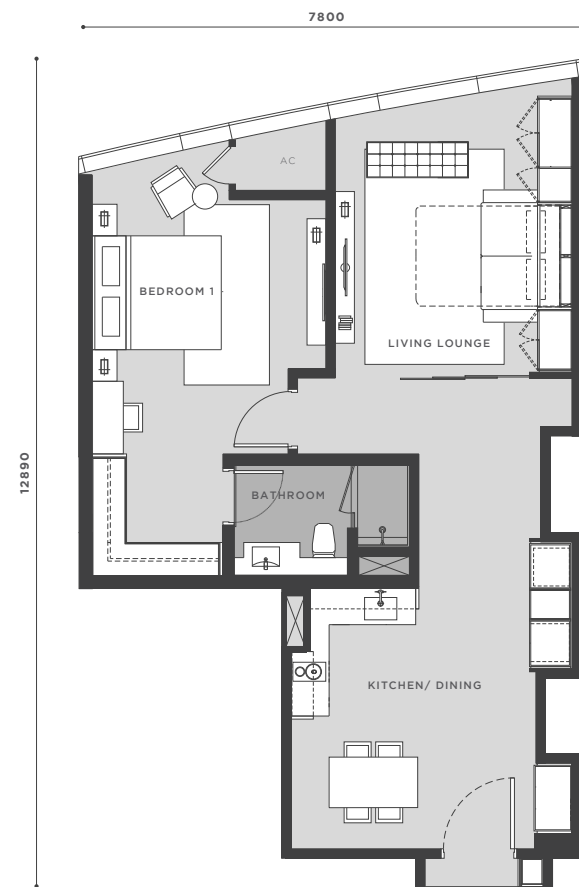 7800
AC
BEDROOM 1
LIVING LOUNGE
12890
BATHROOM
KITCHEN/ DINING